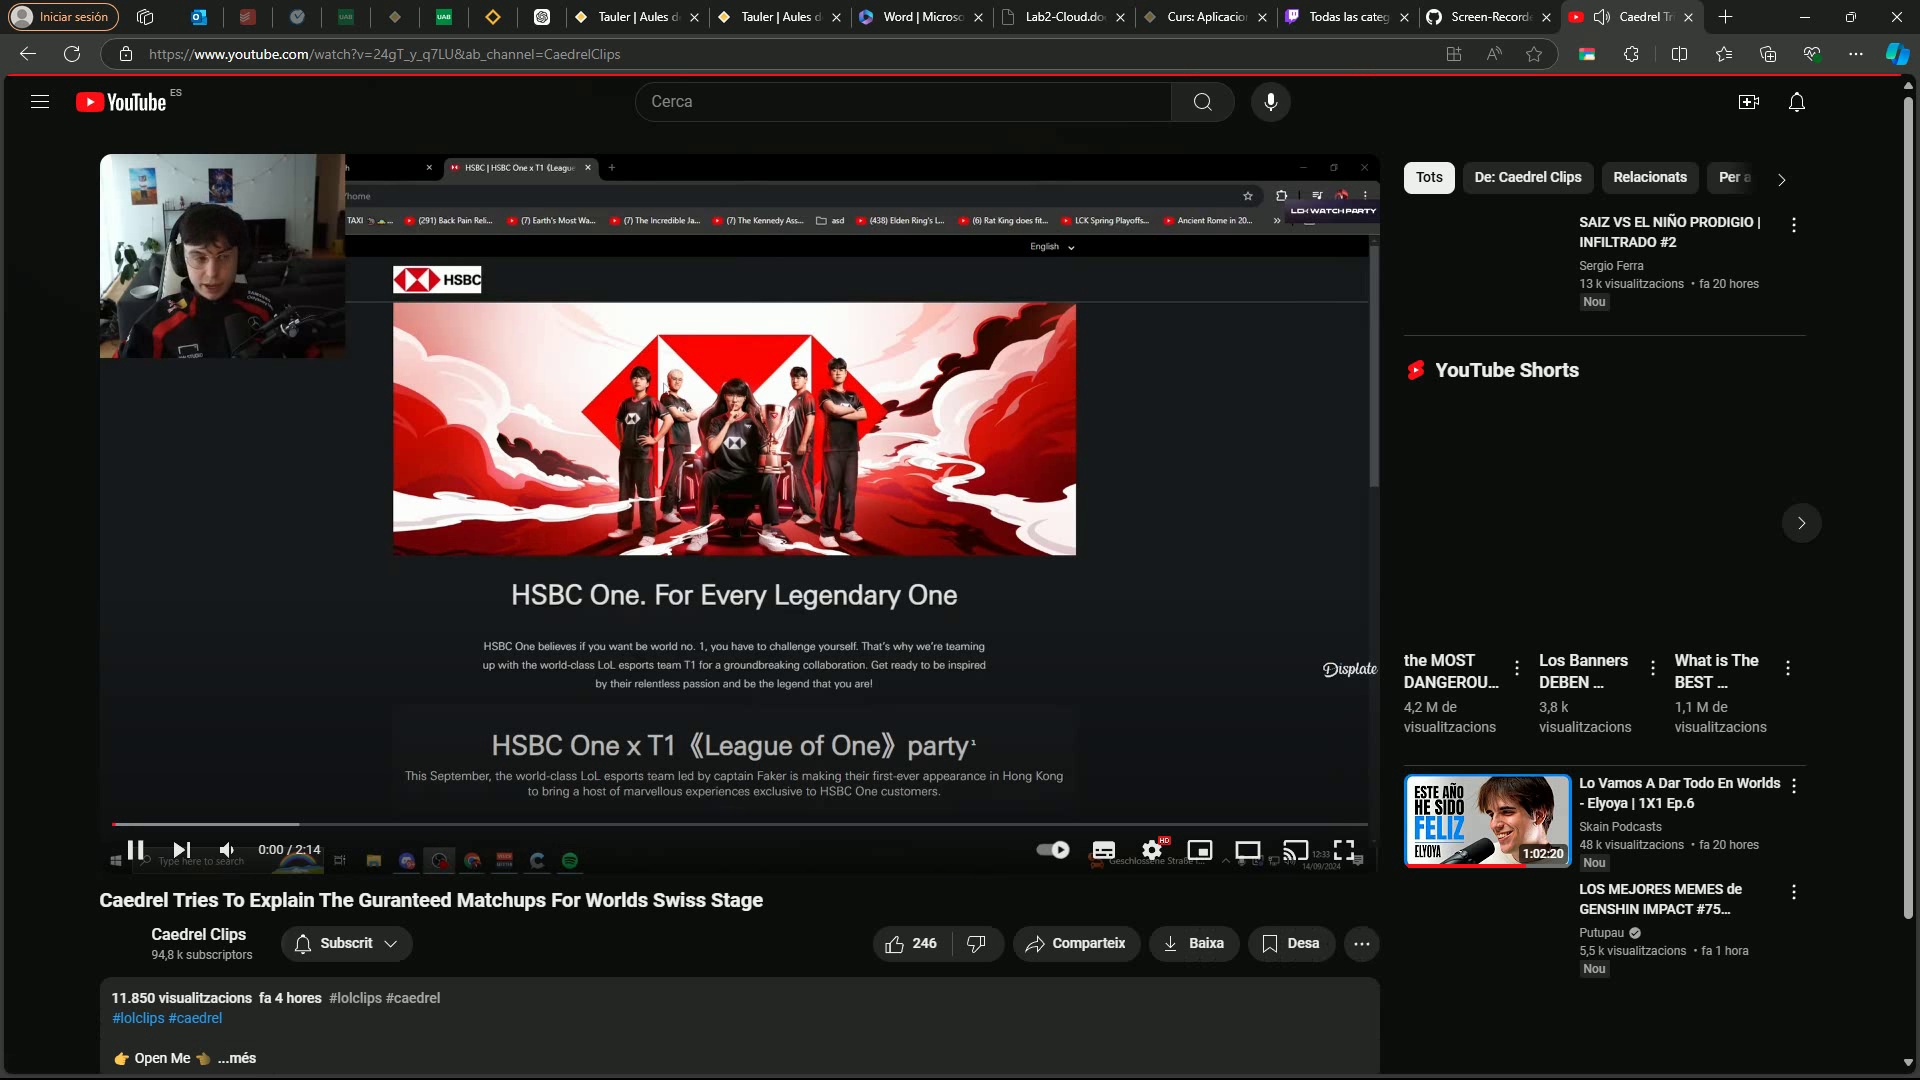 Iniciar sesión
UAB
UAB
Tauler | Aules d
Tauler | Aules d
Word | Microso
Lab2-Cloud.do
Curs: Aplicacio
Todas las categ
Screen-Record
Caedrel Tr
https://www.youtube.com/watch?v=24gT_y_q7LU&ab_channel=CaedrelClips
YouTube ES
Cerca
HSBC | HSBC One x T1 《League
home
TAXI
(291) Back Pain Reli...
(7) Earth's Most Wa...
(7) The Incredible Ja...
(7) The Kennedy Ass...
asd
(438) Elden Ring's L...
(6) Rat King does fit...
LCK Spring Playoffs...
Ancient Rome in 20...
LCK WATCHPARTY
English
HSBC
HSBC One. For Every Legendary One
HSBC One believes if you want be world no. 1, you have to challenge yourself. That's why we're teaming
up with the world-class LoL esports team T1 for a groundbreaking collaboration. Get ready to be inspired
by their relentless passion and be the legend that you are!
Displate
HSBC One x T1 《League of One》 party¹
This September, the world-class LoL esports team led by captain Faker is making their first-ever appearance in Hong Kong
to bring a host of marvellous experiences exclusive to HSBC One customers.
0:00 / 2:14
HD
Type here to search
Geschlossene Straße
12:33
14/09/2024
Caedrel Tries To Explain The Guranteed Matchups For Worlds Swiss Stage
Caedrel Clips
94,8 k subscriptors
Subscrit
246
Comparteix
Baixa
Desa
11.850 visualitzacions fa 4 hores #lolclips #caedrel
#lolclips #caedrel
👉 Open Me 👈 ...més
Tots
De: Caedrel Clips
Relacionats
Per a
SAIZ VS EL NIÑO PRODIGIO |
INFILTRADO #2
Sergio Ferra
13 k visualitzacions • fa 20 hores
Nou
YouTube Shorts
the MOST
DANGEROU...
4,2 M de
visualitzacions
Los Banners
DEBEN ...
3,8 k
visualitzacions
What is The
BEST ...
1,1 M de
visualitzacions
ESTE AÑO
HE SIDO
FELIZ
ELYOYA
1:02:20
Lo Vamos A Dar Todo En Worlds
- Elyoya | 1X1 Ep.6
Skain Podcasts
48 k visualitzacions • fa 20 hores
Nou
LOS MEJORES MEMES de
GENSHIN IMPACT #75...
Putupau
5,5 k visualitzacions • fa 1 hora
Nou